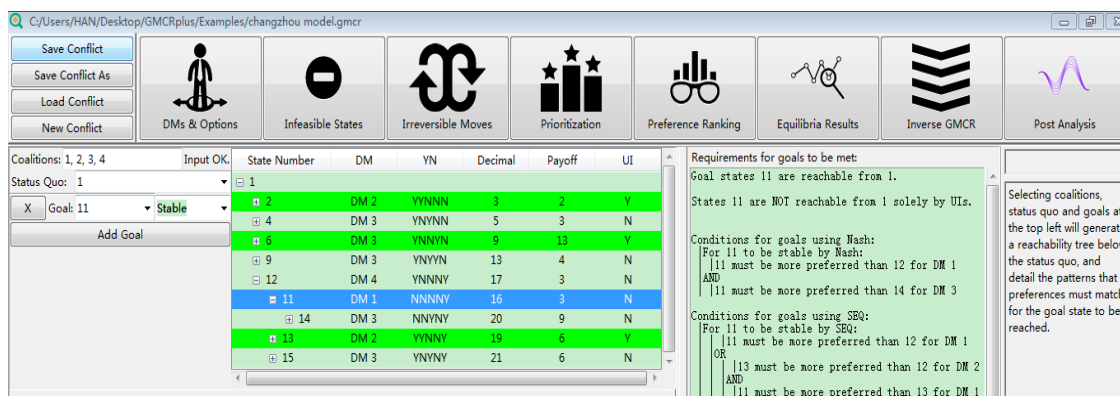 C:/Users/HAN/Desktop/GMCRplus/Examples/changzhou model.gmcr
Save Conflict
Save Conflict As
Load Conflict
New Conflict
DMs & Options
Infeasible States
Irreversible Moves
Prioritization
Preference Ranking
Equilibria Results
Inverse GMCR
Post Analysis
Coalitions: 1, 2, 3, 4 Input OK.
Status Quo: 1
X Goal: 11 Stable
Add Goal
State Number DM YN Decimal Payoff UI
1
2 DM 2 YYNNN 3 2 Y
4 DM 3 YNYNN 5 3 N
6 DM 3 YNNYN 9 13 Y
9 DM 3 YNYYN 13 4 N
12 DM 4 YNNNY 17 3 N
11 DM 1 NNNNY 16 3 N
14 DM 3 NNYNY 20 9 N
13 DM 2 YYNNY 19 6 Y
15 DM 3 YNYNY 21 6 N
Requirements for goals to be met:
Goal states 11 are reachable from 1.
States 11 are NOT reachable from 1 solely by UIs.
Conditions for goals using Nash:
For 11 to be stable by Nash:
11 must be more preferred than 12 for DM 1
AND
11 must be more preferred than 14 for DM 3
Conditions for goals using SEQ:
For 11 to be stable by SEQ:
11 must be more preferred than 12 for DM 1
OR
13 must be more preferred than 12 for DM 2
AND
11 must be more preferred than 13 for DM 1
Selecting coalitions,
status quo and goals at
the top left will generat
a reachability tree belo
the status quo, and
detail the patterns that
preferences must match
for the goal state to be
reached.